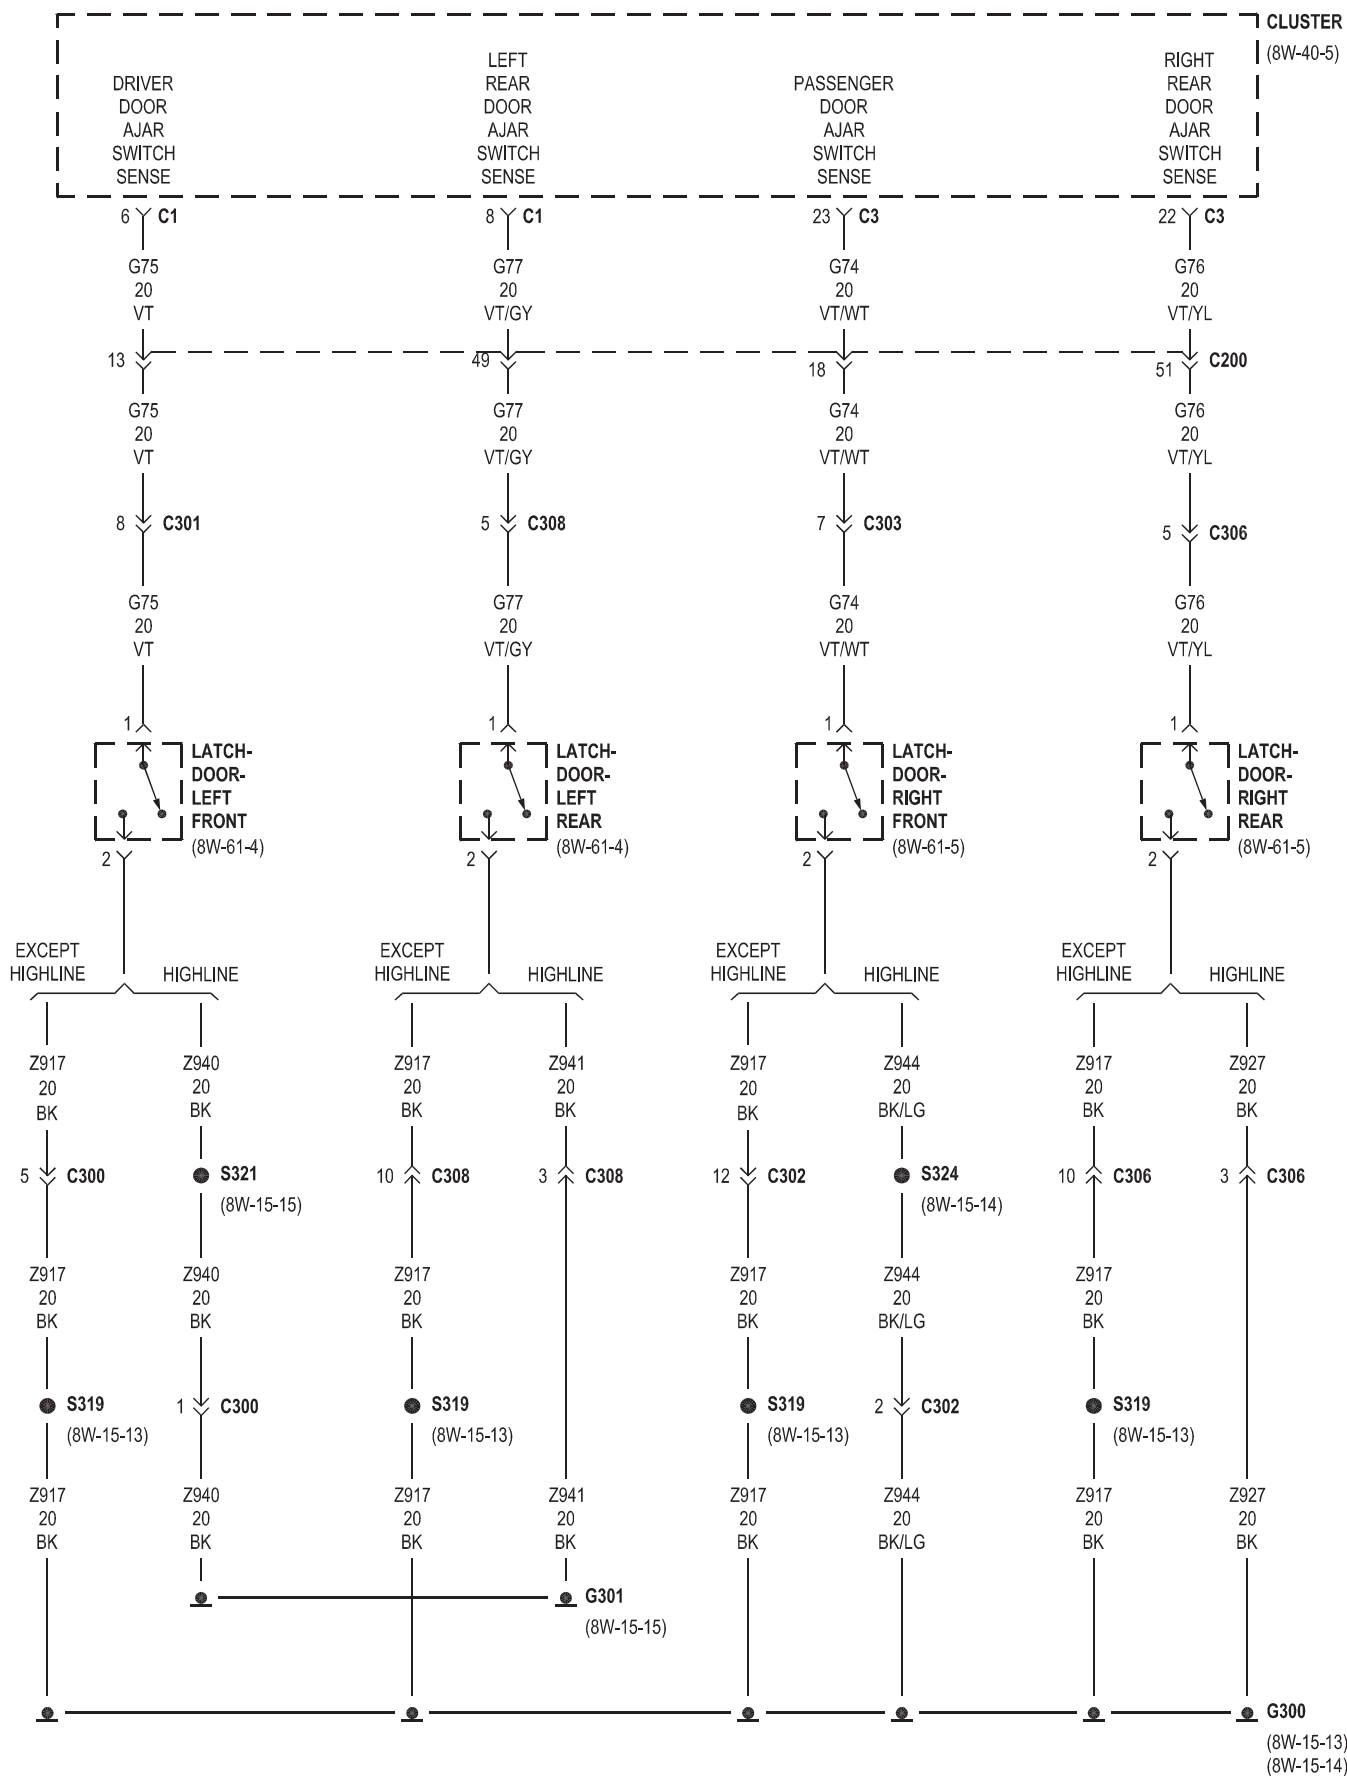 CLUSTER
(8W-40-5)
DRIVER
DOOR
AJAR
SWITCH
SENSE
LEFT
REAR
DOOR
AJAR
SWITCH
SENSE
PASSENGER
DOOR
AJAR
SWITCH
SENSE
RIGHT
REAR
DOOR
AJAR
SWITCH
SENSE
6 C1
8 C1
23 C3
22 C3
G75
20
VT
G77
20
VT/GY
G74
20
VT/WT
G76
20
VT/YL
13
49
18
51 C200
G75
20
VT
G77
20
VT/GY
G74
20
VT/WT
G76
20
VT/YL
8 C301
5 C308
7 C303
5 C306
G75
20
VT
G77
20
VT/GY
G74
20
VT/WT
G76
20
VT/YL
1
1
1
1
LATCH-
DOOR-
LEFT
FRONT
(8W-61-4)
LATCH-
DOOR-
LEFT
REAR
(8W-61-4)
LATCH-
DOOR-
RIGHT
FRONT
(8W-61-5)
LATCH-
DOOR-
RIGHT
REAR
(8W-61-5)
2
2
2
2
EXCEPT
HIGHLINE
HIGHLINE
EXCEPT
HIGHLINE
HIGHLINE
EXCEPT
HIGHLINE
HIGHLINE
EXCEPT
HIGHLINE
HIGHLINE
Z917
20
BK
Z940
20
BK
Z917
20
BK
Z941
20
BK
Z917
20
BK
Z944
20
BK/LG
Z917
20
BK
Z927
20
BK
5 C300
S321
(8W-15-15)
10 C308
3 C308
12 C302
S324
(8W-15-14)
10 C306
3 C306
Z917
20
BK
Z940
20
BK
Z917
20
BK
Z917
20
BK
Z944
20
BK/LG
Z917
20
BK
S319
(8W-15-13)
1 C300
S319
(8W-15-13)
S319
(8W-15-13)
2 C302
S319
(8W-15-13)
Z917
20
BK
Z940
20
BK
Z917
20
BK
Z941
20
BK
Z917
20
BK
Z944
20
BK/LG
Z917
20
BK
Z927
20
BK
G301
(8W-15-15)
G300
(8W-15-13)
(8W-15-14)